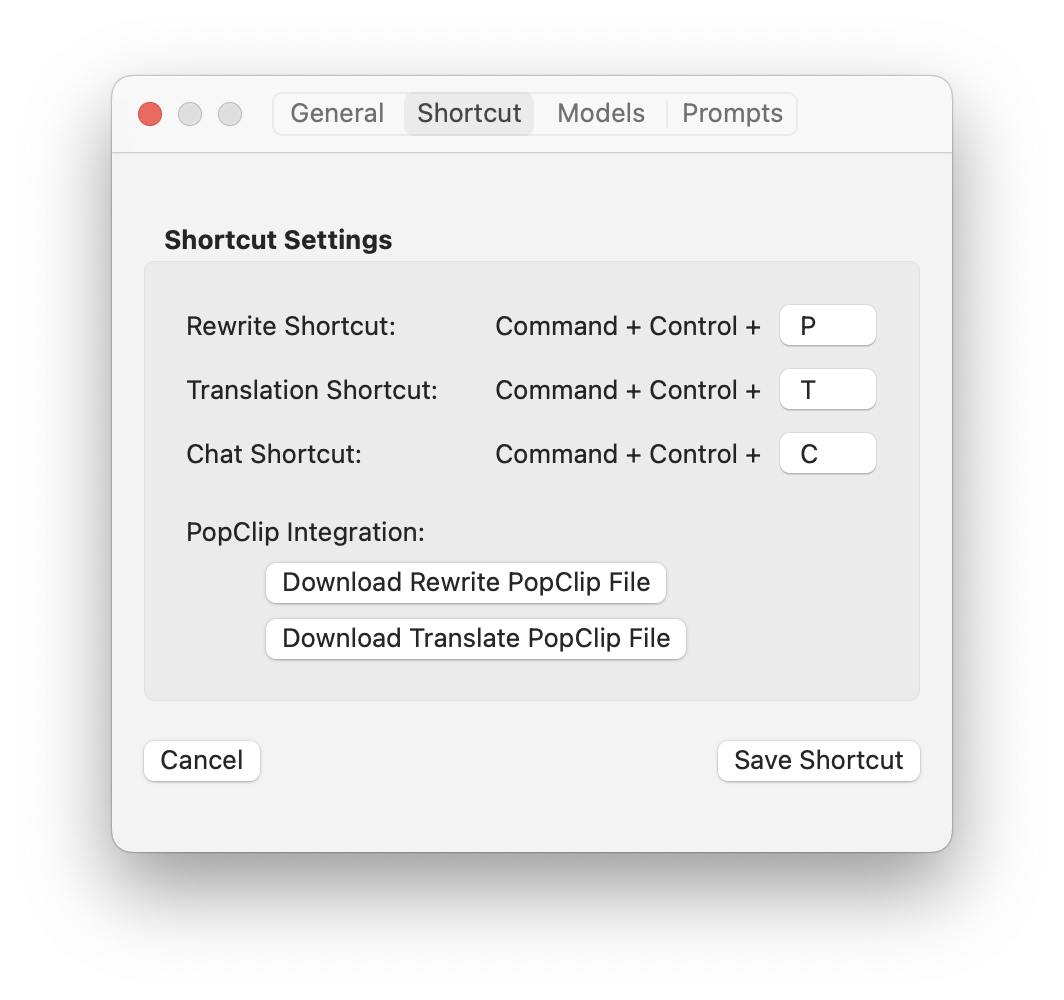 General Shortcut Models Prompts
Shortcut Settings
Rewrite Shortcut: Command + Control + P
Translation Shortcut: Command + Control + T
Chat Shortcut: Command + Control + C
PopClip Integration:
Download Rewrite PopClip File
Download Translate PopClip File
Cancel Save Shortcut